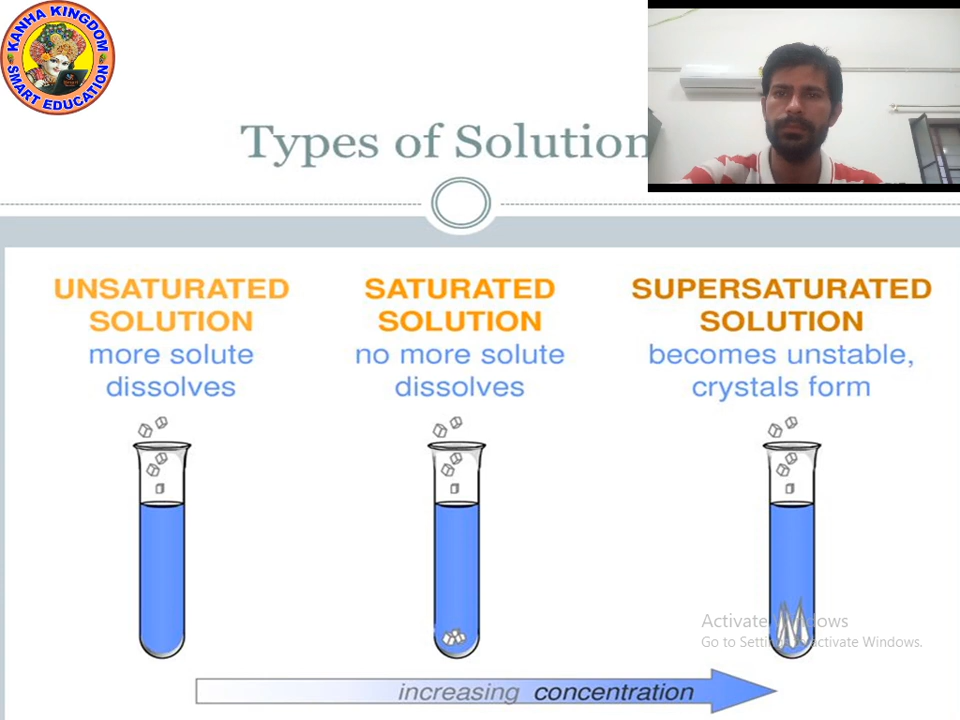 KANHA KINGDOM
SMART EDUCATION
Types of Solution
UNSATURATED
SOLUTION
more solute
dissolves
SATURATED
SOLUTION
no more solute
dissolves
SUPERSATURATED
SOLUTION
becomes unstable,
crystals form
Activate Windows
Go to Settings to activate Windows.
increasing concentration